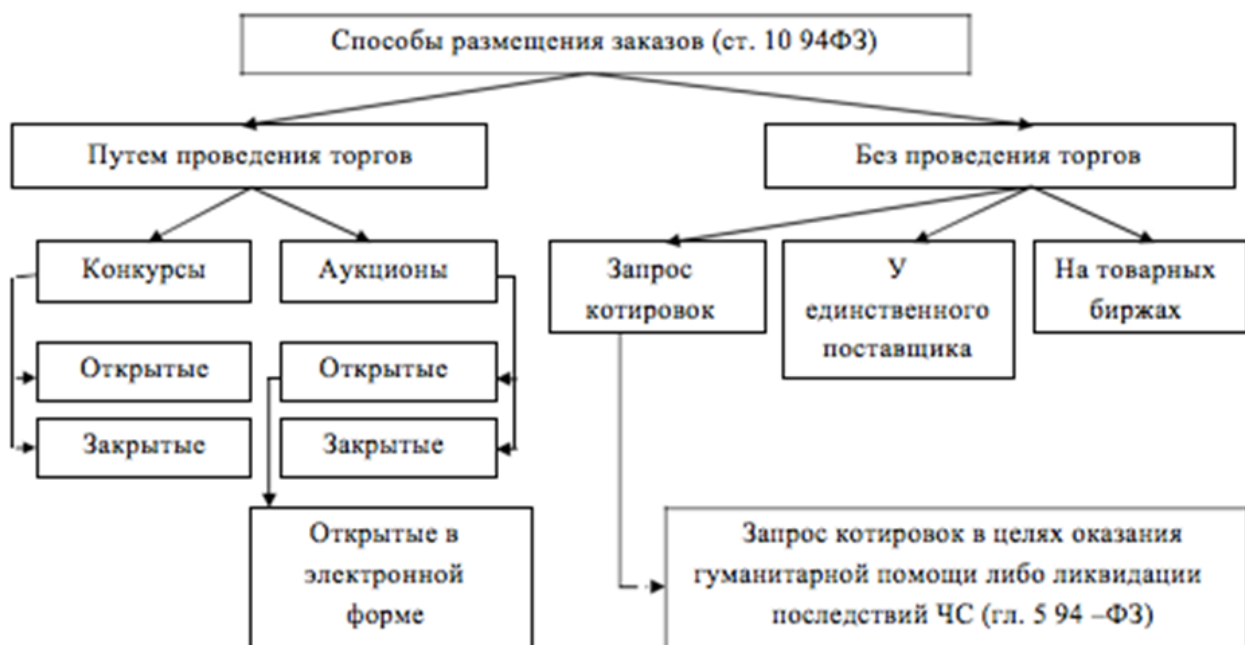 Способы размещения заказов (ст. 10 94ФЗ)
Путем проведения торгов
Без проведения торгов
Конкурсы
Аукционы
Запрос
котировок
У
единственного
поставщика
На товарных
биржах
Открытые
Открытые
Закрытые
Закрытые
Открытые в
электронной
форме
Запрос котировок в целях оказания
гуманитарной помощи либо ликвидации
последствий ЧС (гл. 5 94 –ФЗ)